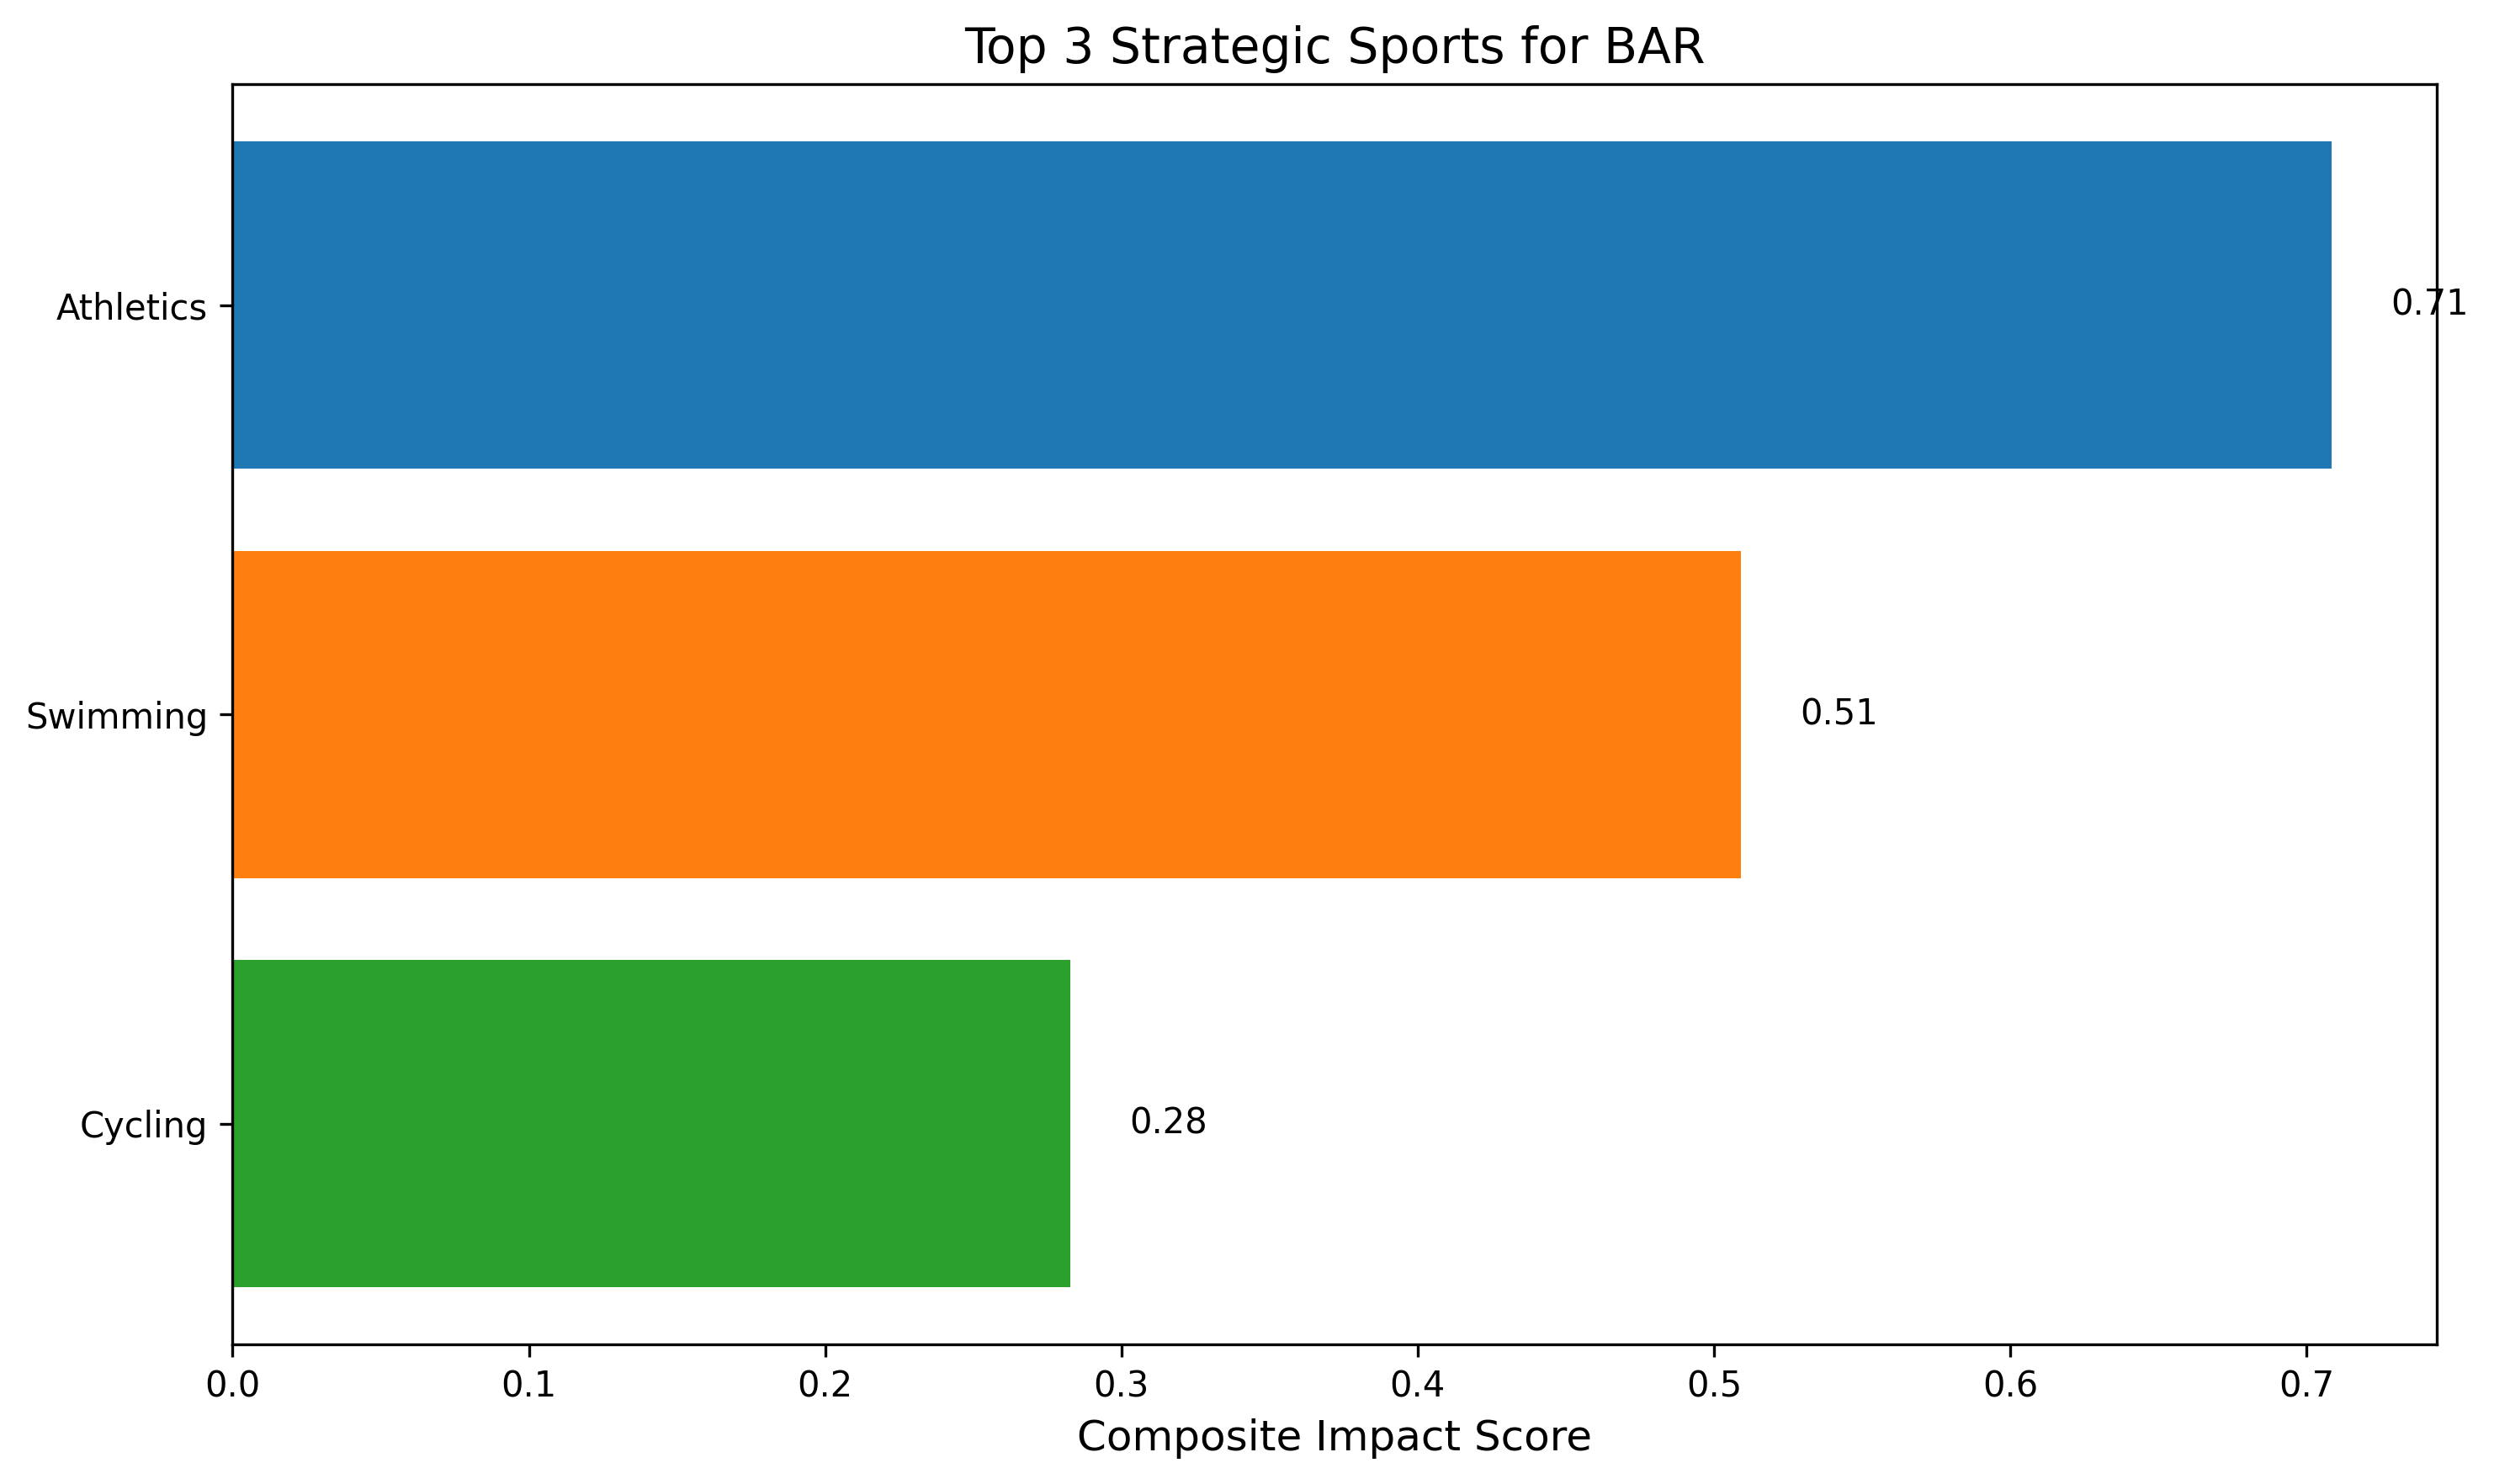 Top 3 Strategic Sports for BAR
Athletics
0.71
Swimming
0.51
Cycling
0.28
0.0 0.1 0.2 0.3 0.4 0.5 0.6 0.7
Composite Impact Score